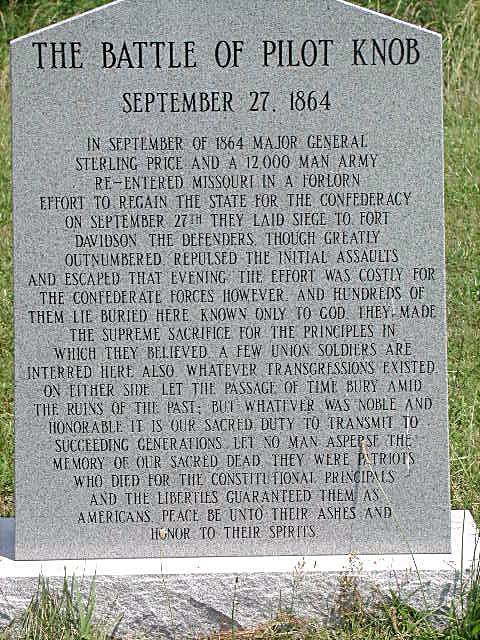 THE BATTLE OF PILOT KNOB
SEPTEMBER 27, 1864
IN SEPTEMBER OF 1864 MAJOR GENERAL
STERLING PRICE AND A 12,000 MAN ARMY
RE-ENTERED MISSOURI IN A FORLORN
EFFORT TO REGAIN THE STATE FOR THE CONFEDERACY
ON SEPTEMBER 27TH THEY LAID SIEGE TO FORT
DAVIDSON. THE DEFENDERS, THOUGH GREATLY
OUTNUMBERED, REPULSED THE INITIAL ASSAULTS
AND ESCAPED THAT EVENING. THE EFFORT WAS COSTLY FOR
THE CONFEDERATE FORCES HOWEVER, AND HUNDREDS OF
THEM LIE BURIED HERE, KNOWN ONLY TO GOD. THEY MADE
THE SUPREME SACRIFICE FOR THE PRINCIPLES IN
WHICH THEY BELIEVED. A FEW UNION SOLDIERS ARE
INTERRED HERE ALSO. WHATEVER TRANSGRESSIONS EXISTED
ON EITHER SIDE, LET THE PASSAGE OF TIME BURY AMID
THE RUINS OF THE PAST; BUT WHATEVER WAS NOBLE AND
HONORABLE IT IS OUR SACRED DUTY TO TRANSMIT TO
SUCCEEDING GENERATIONS. LET NO MAN ASPERSE THE
MEMORY OF OUR SACRED DEAD. THEY WERE PATRIOTS
WHO DIED FOR THE CONSTITUTIONAL PRINCIPALS
AND THE LIBERTIES GUARANTEED THEM AS
AMERICANS. PEACE BE UNTO THEIR ASHES AND
HONOR TO THEIR SPIRITS.